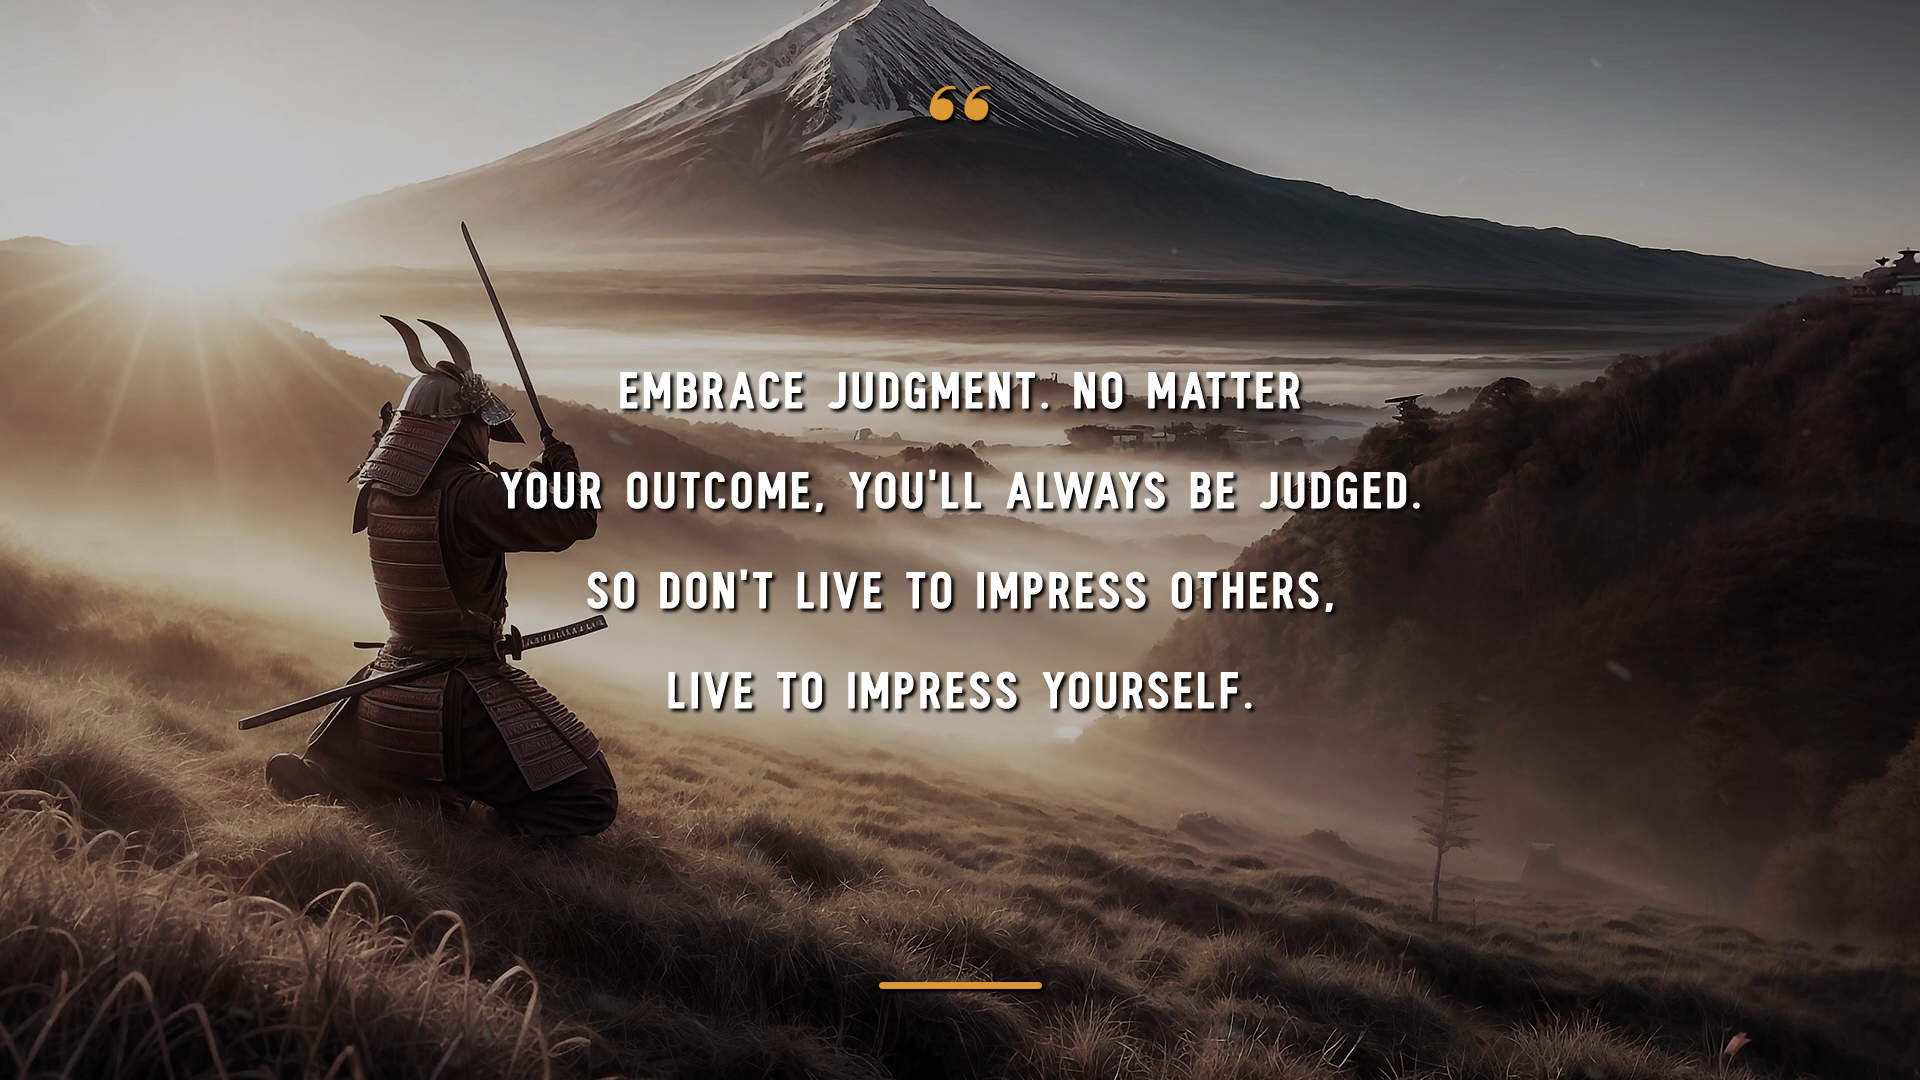 “
EMBRACE JUDGMENT. NO MATTER
YOUR OUTCOME, YOU'LL ALWAYS BE JUDGED.
SO DON'T LIVE TO IMPRESS OTHERS,
LIVE TO IMPRESS YOURSELF.